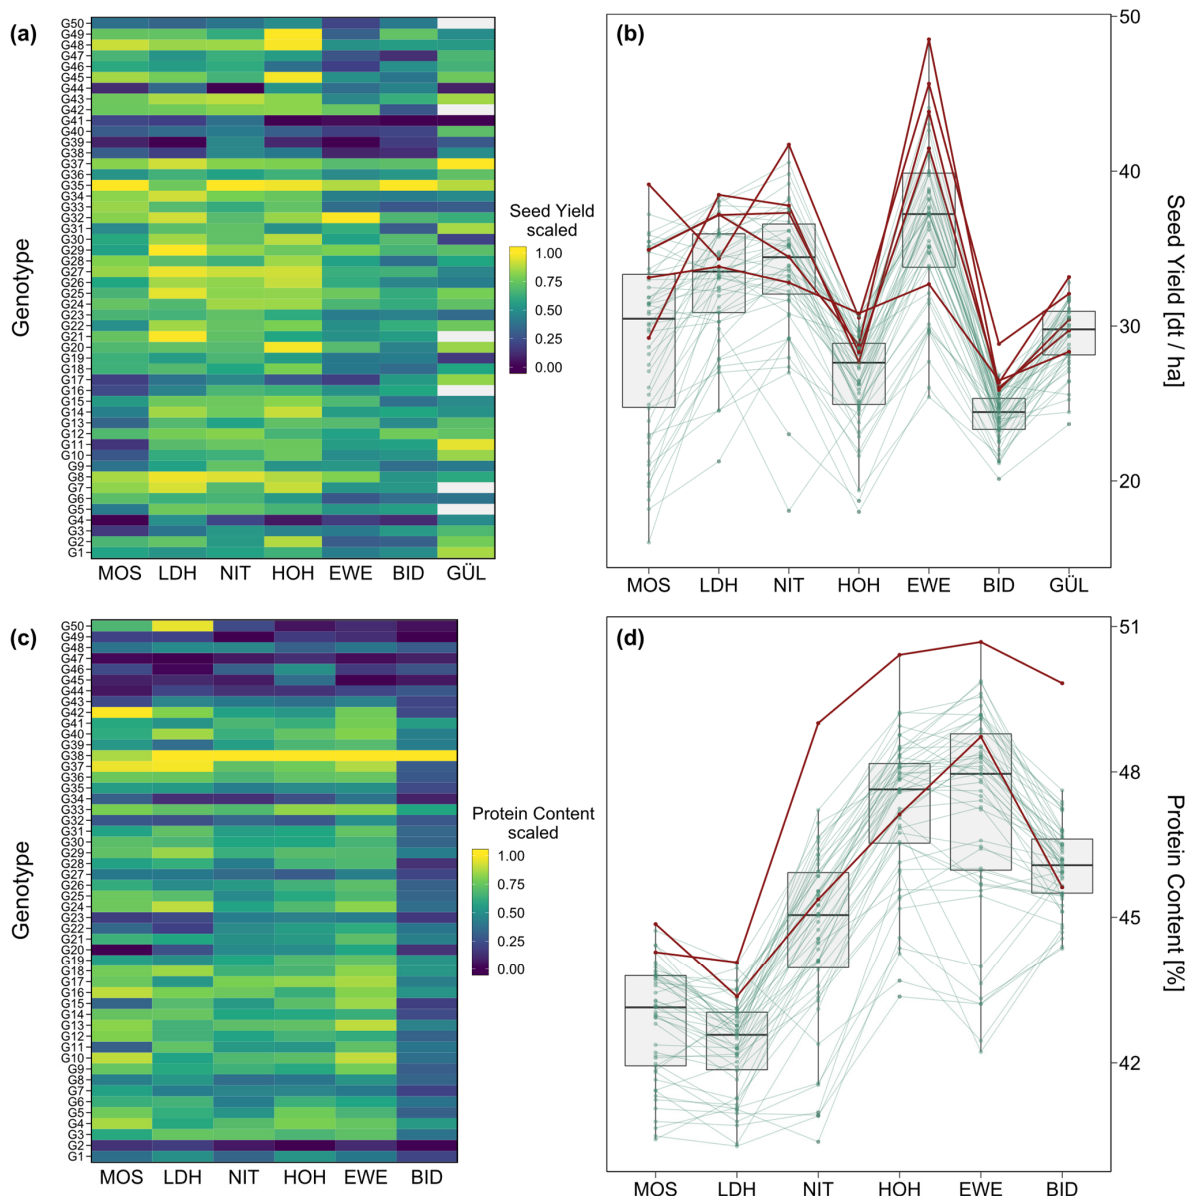 (a)
G50
G49
G48
G47
G46
G45
G44
G43
G42
G41
G40
G39
G38
G37
G36
G35
G34
G33
G32
G31
G30
G29
G28
G27
G26
G25
G24
G23
G22
G21
G20
G19
G18
G17
G16
G15
G14
G13
G12
G11
G10
G9
G8
G7
G6
G5
G4
G3
G2
G1
Genotype
MOS LDH NIT HOH EWE BID GÜL
Seed Yield
scaled
1.00
0.75
0.50
0.25
0.00
(b)
50
40
30
20
Seed Yield [dt / ha]
MOS LDH NIT HOH EWE BID GÜL
(c)
G50
G49
G48
G47
G46
G45
G44
G43
G42
G41
G40
G39
G38
G37
G36
G35
G34
G33
G32
G31
G30
G29
G28
G27
G26
G25
G24
G23
G22
G21
G20
G19
G18
G17
G16
G15
G14
G13
G12
G11
G10
G9
G8
G7
G6
G5
G4
G3
G2
G1
Genotype
MOS LDH NIT HOH EWE BID
Protein Content
scaled
1.00
0.75
0.50
0.25
0.00
(d)
51
48
45
42
Protein Content [%]
MOS LDH NIT HOH EWE BID